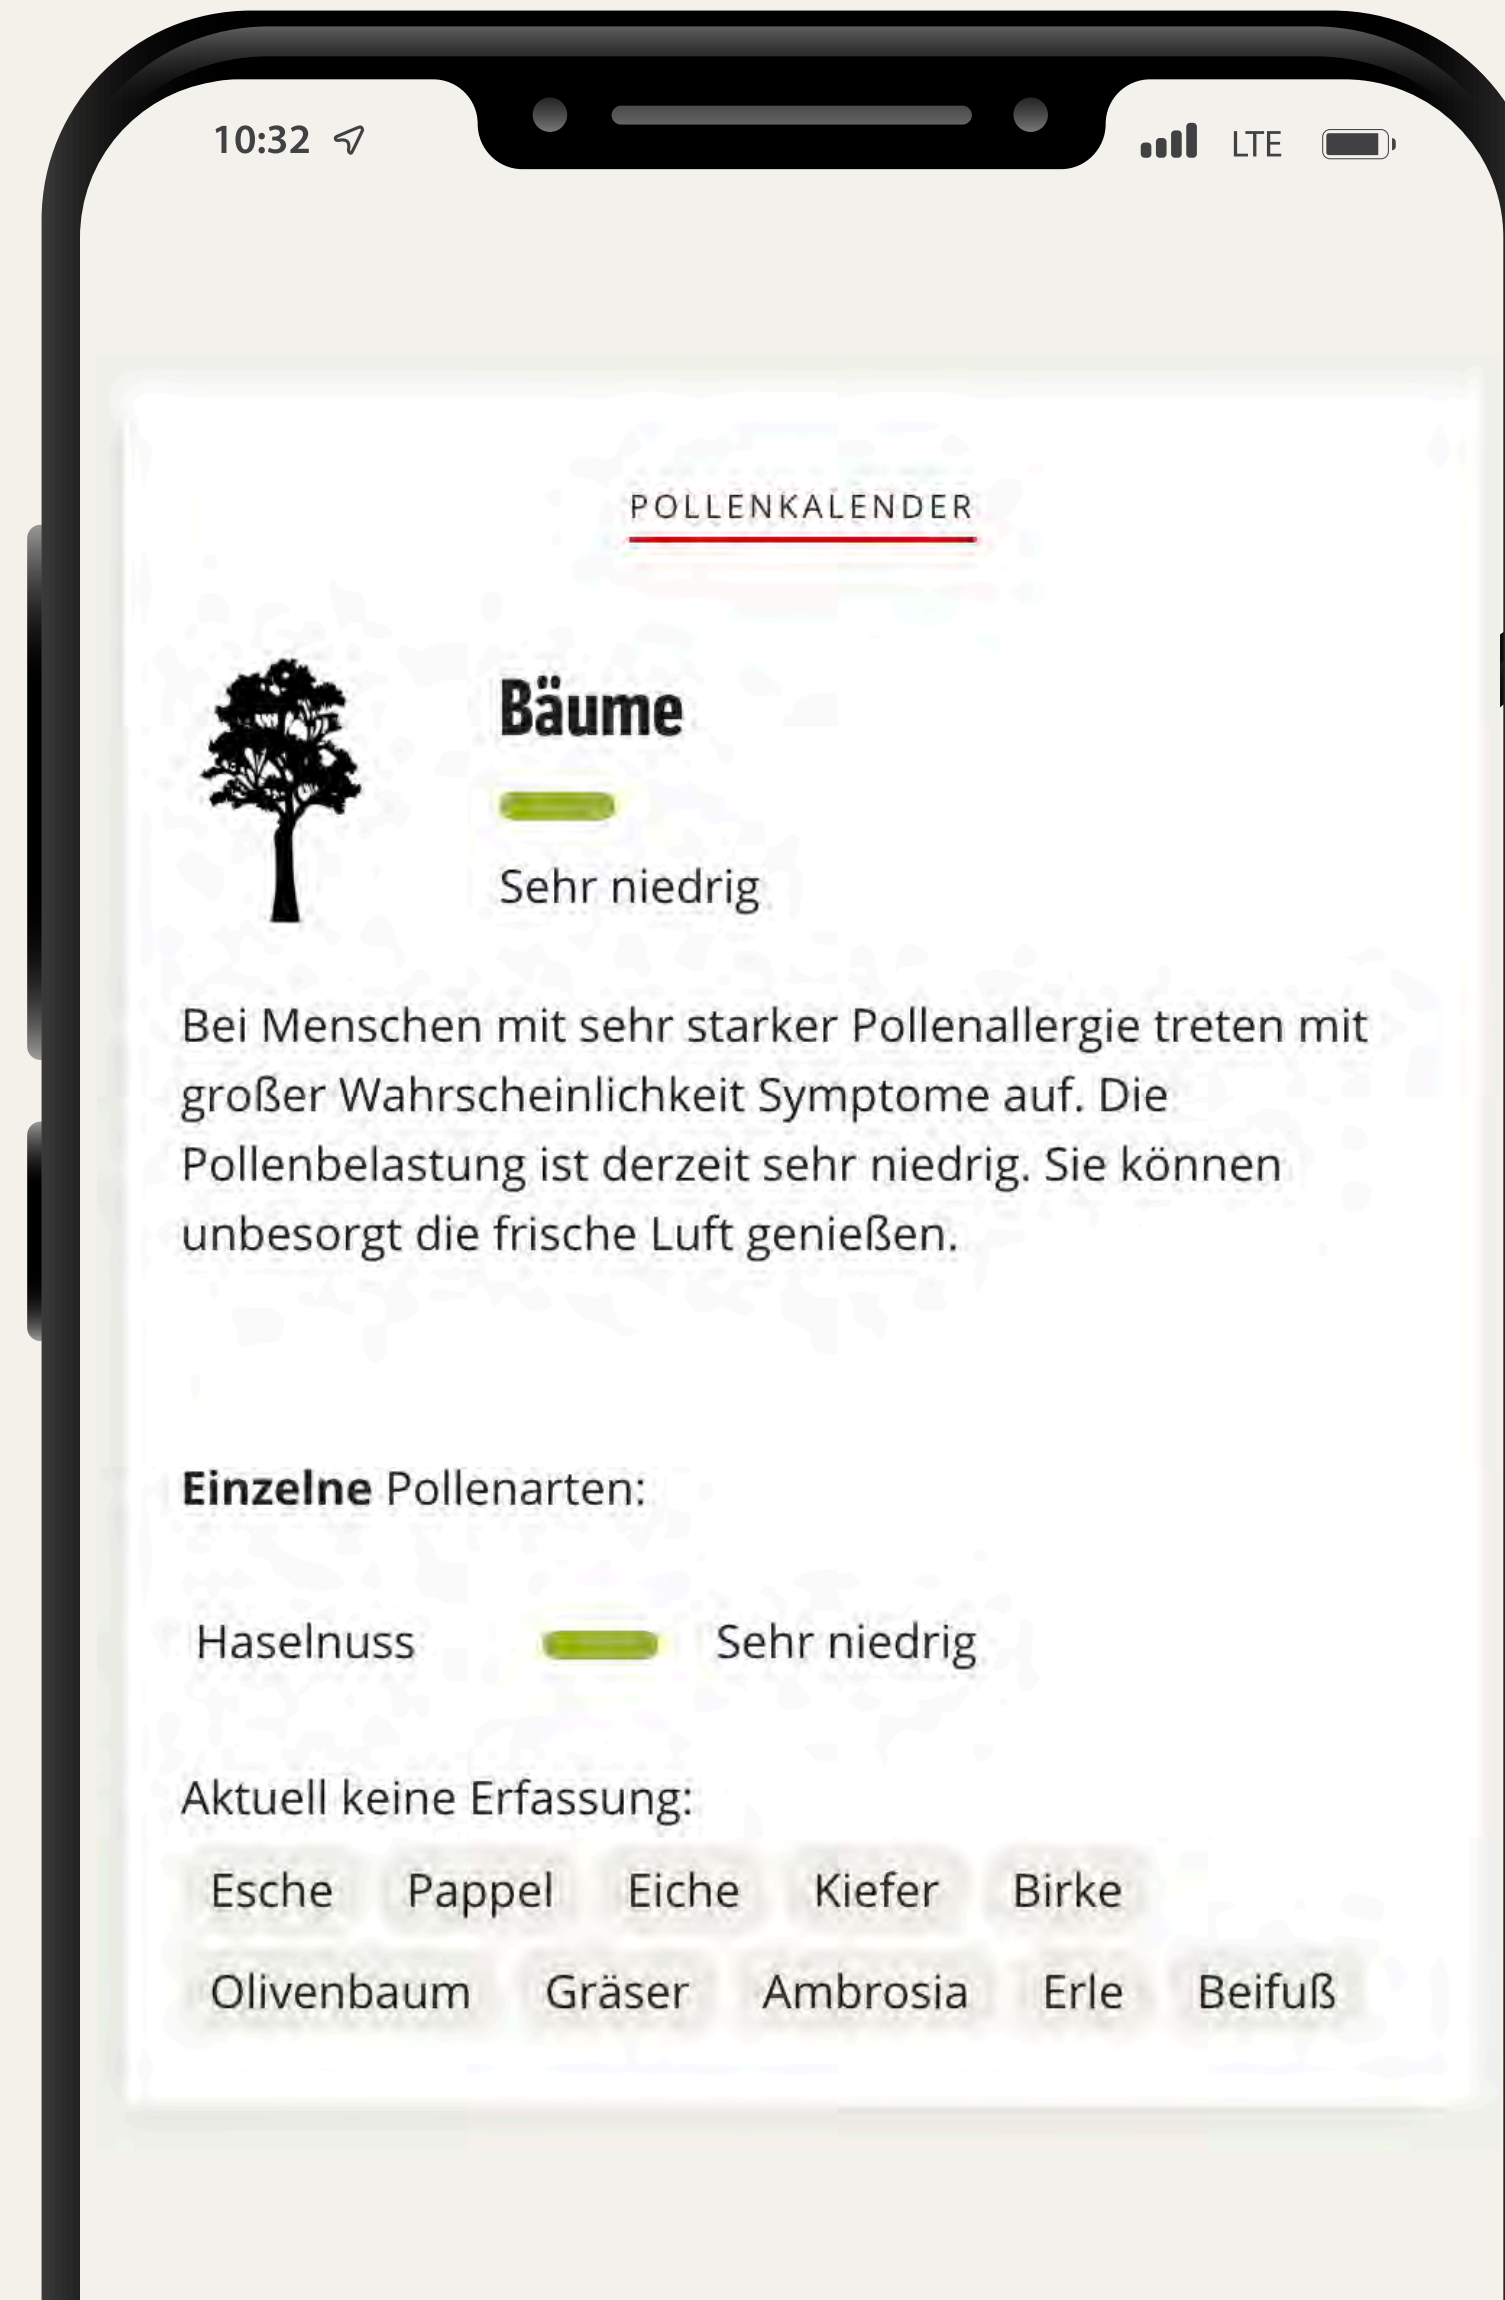 10:32
LTE
POLLENKALENDER
Bäume
Sehr niedrig
Bei Menschen mit sehr starker Pollenallergie treten mit
großer Wahrscheinlichkeit Symptome auf. Die
Pollenbelastung ist derzeit sehr niedrig. Sie können
unbesorgt die frische Luft genießen.
Einzelne Pollenarten:
Haselnuss Sehr niedrig
Aktuell keine Erfassung:
Esche Pappel Eiche Kiefer Birke
Olivenbaum Gräser Ambrosia Erle Beifuß